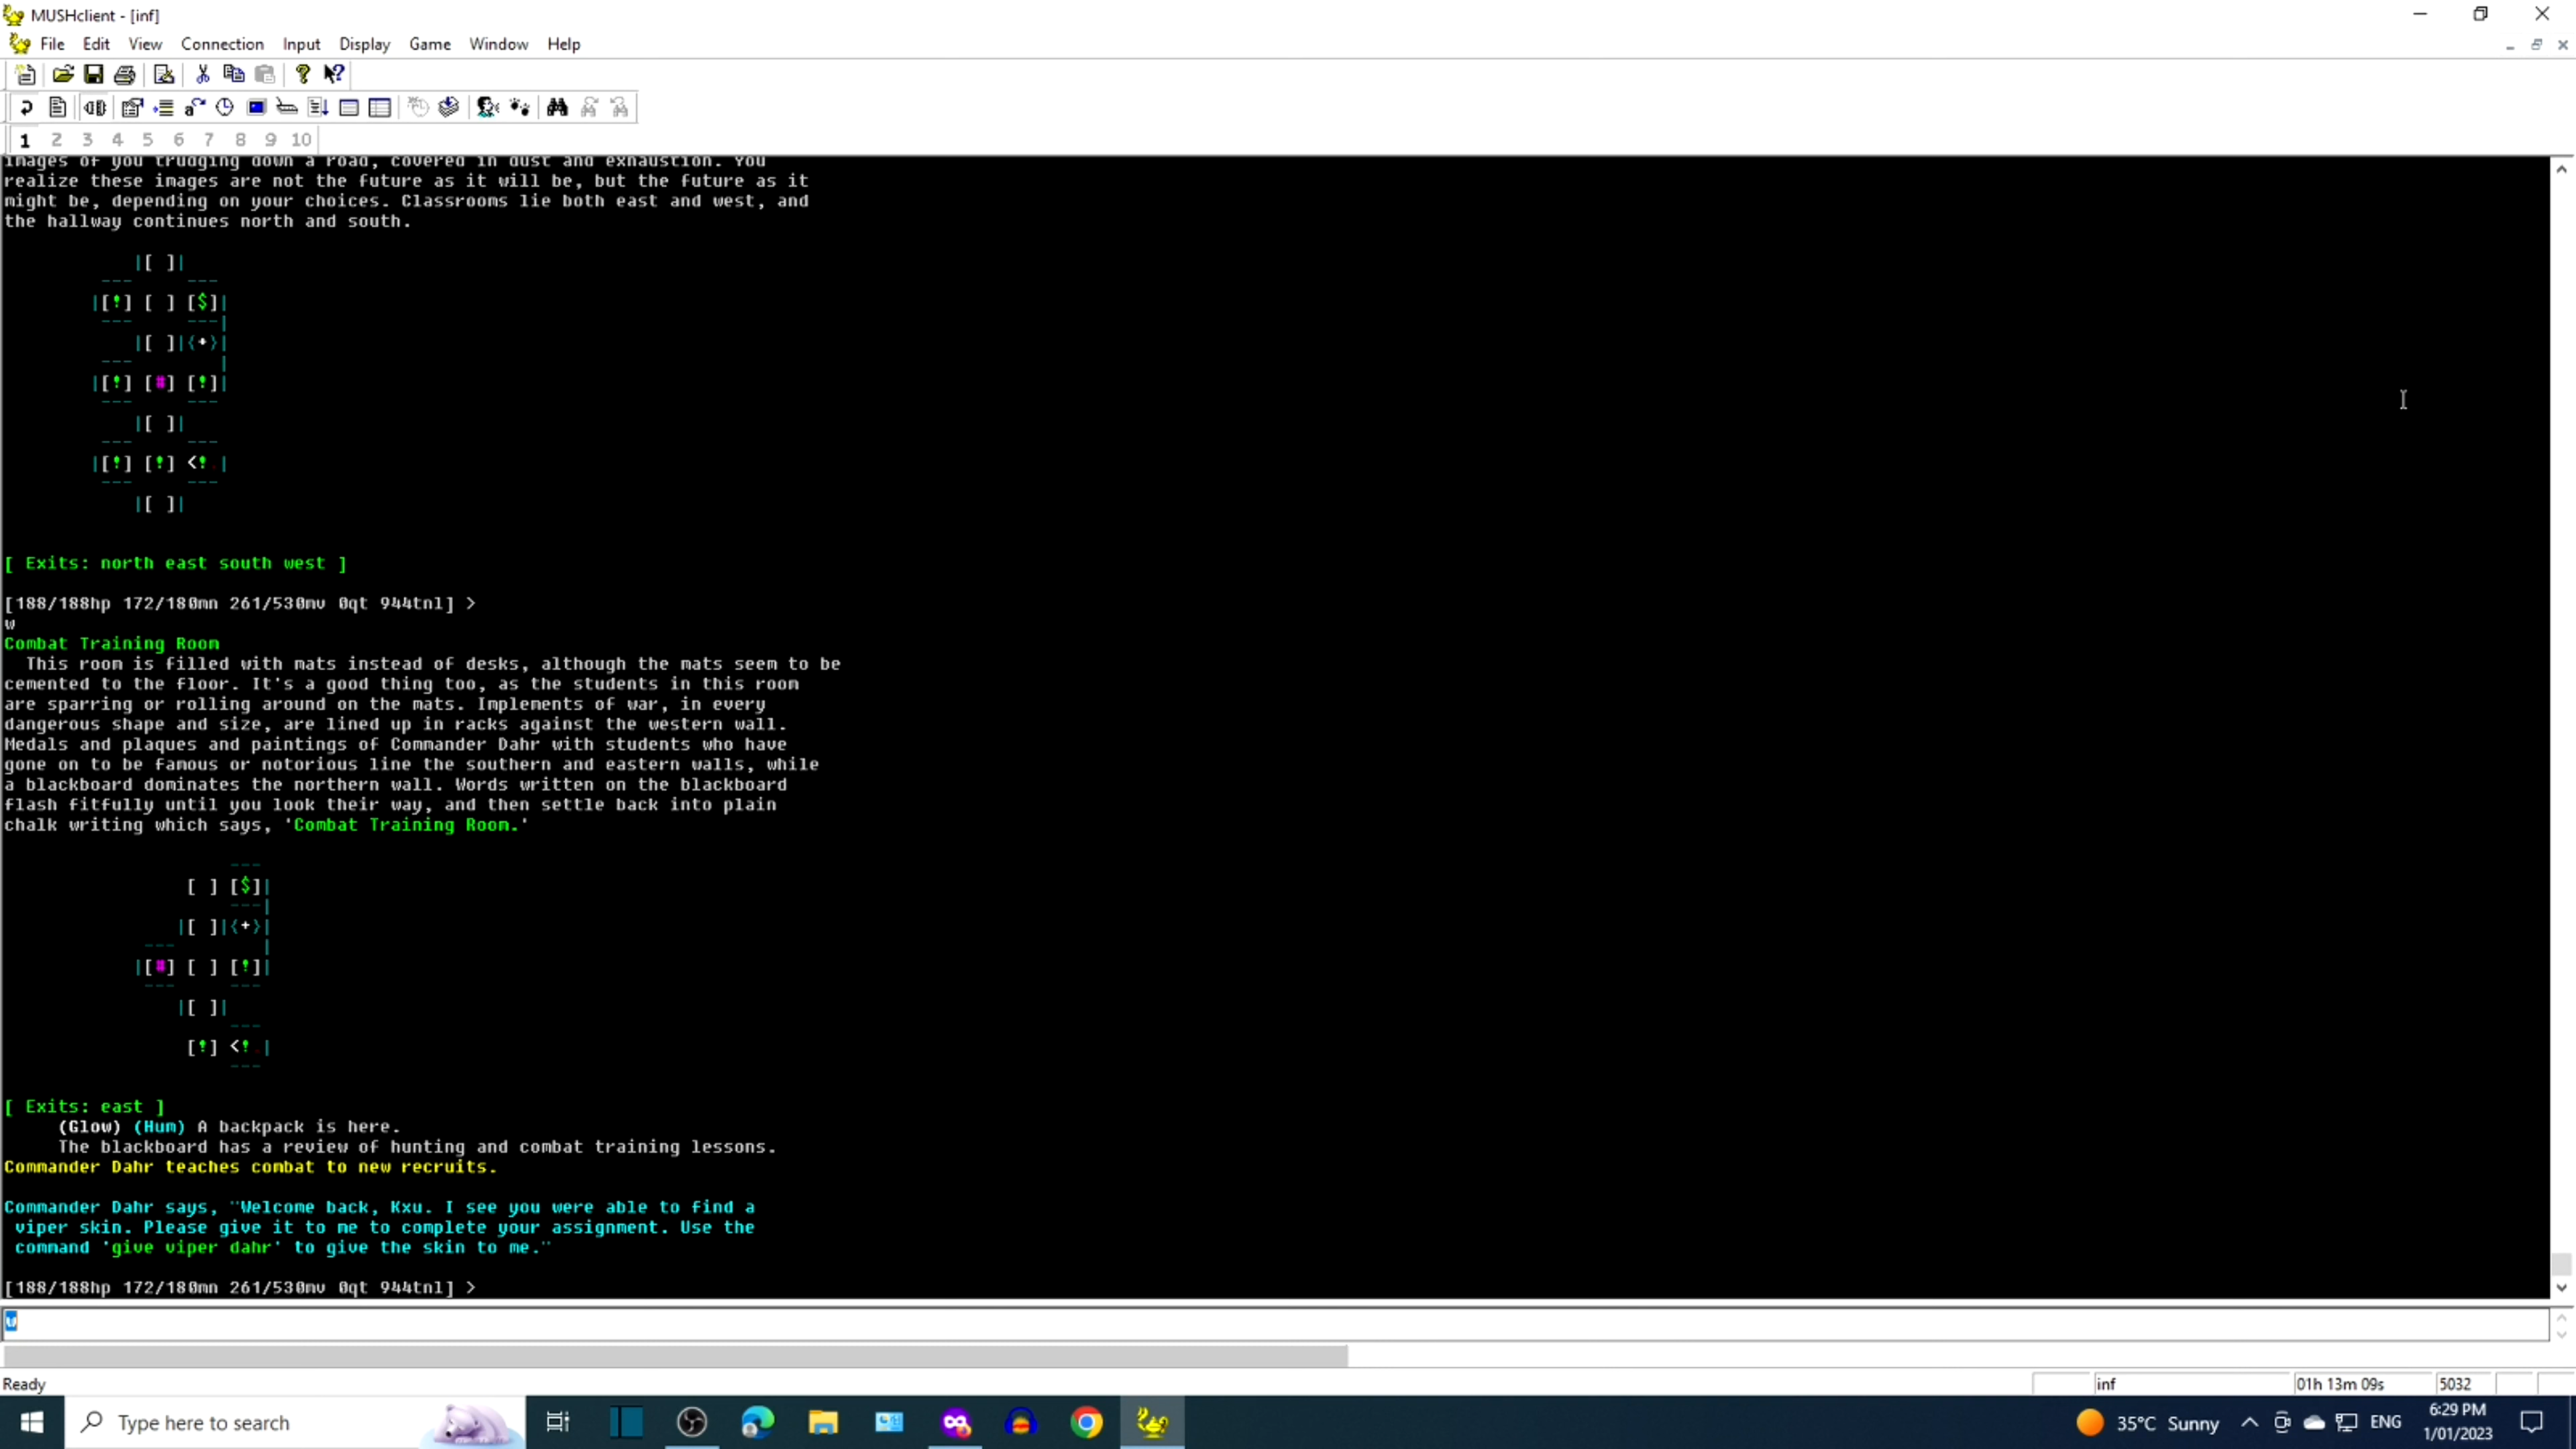 MUSHclient - [inf]
File Edit View Connection Input Display Game Window Help
1 2 3 4 5 6 7 8 9 10
images of you trudging down a road, covered in dust and exhaustion. You
realize these images are not the future as it will be, but the future as it
might be, depending on your choices. Classrooms lie both east and west, and
the hallway continues north and south.
|[ ]|
--- ---
|[!] [ ] [$]|
--- ---|
|[ ]|{+}|
--- |
|[!] [#] [!]|
--- ---
|[ ]|
--- ---
|[!] [!] <! |
--- ---
|[ ]|
[ Exits: north east south west ]
[188/188hp 172/180mn 261/530mv 0qt 944tnl] >
w
Combat Training Room
This room is filled with mats instead of desks, although the mats seem to be
cemented to the floor. It's a good thing too, as the students in this room
are sparring or rolling around on the mats. Implements of war, in every
dangerous shape and size, are lined up in racks against the western wall.
Medals and plaques and paintings of Commander Dahr with students who have
gone on to be famous or notorious line the southern and eastern walls, while
a blackboard dominates the northern wall. Words written on the blackboard
flash fitfully until you look their way, and then settle back into plain
chalk writing which says, 'Combat Training Room.'
---
[ ] [$]|
---|
|[ ]|{+}|
--- |
|[#] [ ] [!]|
--- ---
|[ ]|
---
[!] <! |
---
[ Exits: east ]
(Glow) (Hum) A backpack is here.
The blackboard has a review of hunting and combat training lessons.
Commander Dahr teaches combat to new recruits.
Commander Dahr says, "Welcome back, Kxu. I see you were able to find a
viper skin. Please give it to me to complete your assignment. Use the
command 'give viper dahr' to give the skin to me."
[188/188hp 172/180mn 261/530mv 0qt 944tnl] >
w
Ready inf 01h 13m 09s 5032
Type here to search 35°C Sunny ENG 6:29 PM
1/01/2023